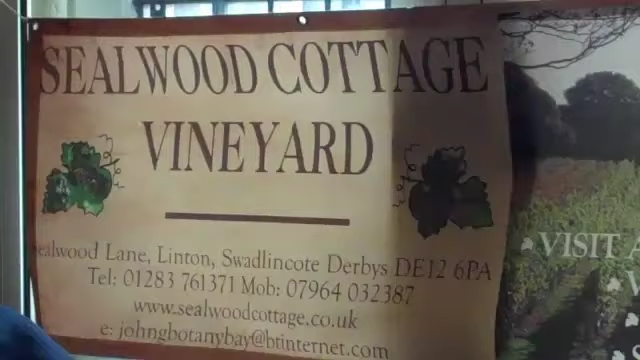 SEALWOOD COTTAGE
VINEYARD
ealwood Lane, Linton, Swadlincote Derbys DE12 6PA
Tel: 01283 761371 Mob: 07964 032387
www.sealwoodcottage.co.uk
e: johngbotanybay@btinternet.com
VISIT A
V